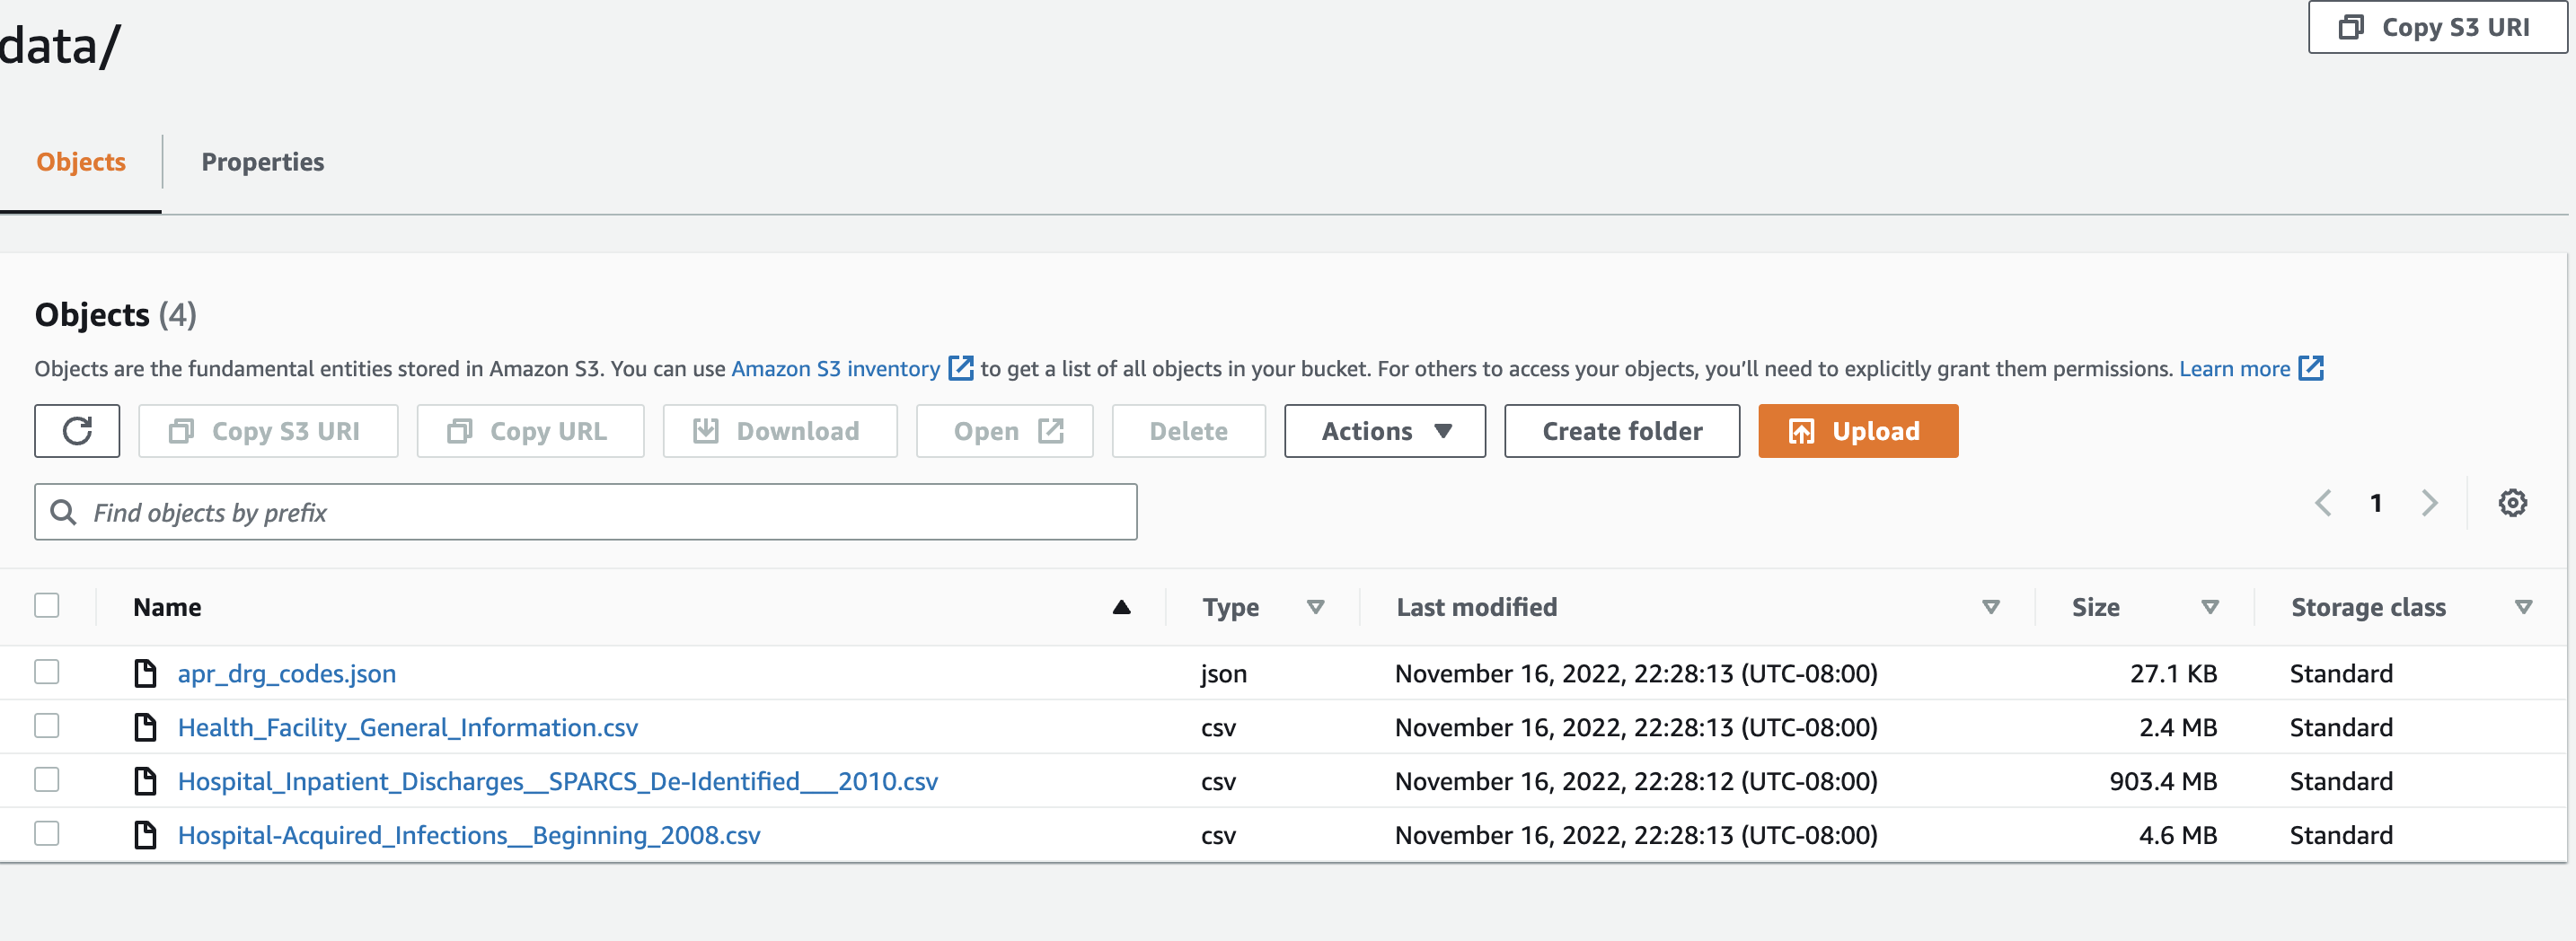 data/
Copy S3 URI
Objects Properties
Objects (4)
Objects are the fundamental entities stored in Amazon S3. You can use Amazon S3 inventory to get a list of all objects in your bucket. For others to access your objects, you'll need to explicitly grant them permissions. Learn more
Copy S3 URI Copy URL Download Open Delete Actions Create folder Upload
Find objects by prefix 1
Name Type Last modified Size Storage class
apr_drg_codes.json json November 16, 2022, 22:28:13 (UTC-08:00) 27.1 KB Standard
Health_Facility_General_Information.csv csv November 16, 2022, 22:28:13 (UTC-08:00) 2.4 MB Standard
Hospital_Inpatient_Discharges__SPARCS_De-Identified___2010.csv csv November 16, 2022, 22:28:12 (UTC-08:00) 903.4 MB Standard
Hospital-Acquired_Infections__Beginning_2008.csv csv November 16, 2022, 22:28:13 (UTC-08:00) 4.6 MB Standard